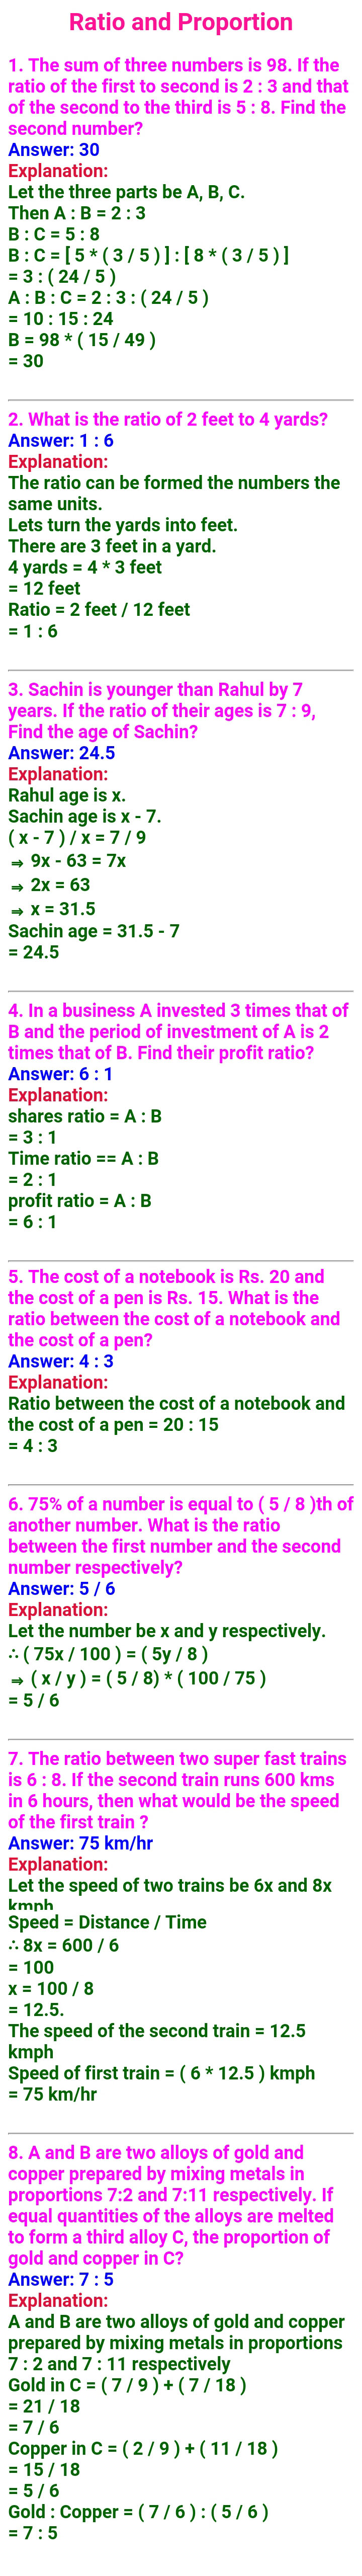 Ratio and Proportion
1. The sum of three numbers is 98. If the
ratio of the first to second is 2 : 3 and that
of the second to the third is 5 : 8. Find the
second number?
Answer: 30
Explanation:
Let the three parts be A, B, C.
Then A : B = 2 : 3
B : C = 5 : 8
B : C = [ 5 * ( 3 / 5 ) ] : [ 8 * ( 3 / 5 ) ]
= 3 : ( 24 / 5 )
A : B : C = 2 : 3 : ( 24 / 5 )
= 10 : 15 : 24
B = 98 * ( 15 / 49 )
= 30
2. What is the ratio of 2 feet to 4 yards?
Answer: 1 : 6
Explanation:
The ratio can be formed the numbers the
same units.
Lets turn the yards into feet.
There are 3 feet in a yard.
4 yards = 4 * 3 feet
= 12 feet
Ratio = 2 feet / 12 feet
= 1 : 6
3. Sachin is younger than Rahul by 7
years. If the ratio of their ages is 7 : 9,
Find the age of Sachin?
Answer: 24.5
Explanation:
Rahul age is x.
Sachin age is x - 7.
( x - 7 ) / x = 7 / 9
⇒ 9x - 63 = 7x
⇒ 2x = 63
⇒ x = 31.5
Sachin age = 31.5 - 7
= 24.5
4. In a business A invested 3 times that of
B and the period of investment of A is 2
times that of B. Find their profit ratio?
Answer: 6 : 1
Explanation:
shares ratio = A : B
= 3 : 1
Time ratio == A : B
= 2 : 1
profit ratio = A : B
= 6 : 1
5. The cost of a notebook is Rs. 20 and
the cost of a pen is Rs. 15. What is the
ratio between the cost of a notebook and
the cost of a pen?
Answer: 4 : 3
Explanation:
Ratio between the cost of a notebook and
the cost of a pen = 20 : 15
= 4 : 3
6. 75% of a number is equal to ( 5 / 8 )th of
another number. What is the ratio
between the first number and the second
number respectively?
Answer: 5 / 6
Explanation:
Let the number be x and y respectively.
∴ ( 75x / 100 ) = ( 5y / 8 )
⇒ ( x / y ) = ( 5 / 8) * ( 100 / 75 )
= 5 / 6
7. The ratio between two super fast trains
is 6 : 8. If the second train runs 600 kms
in 6 hours, then what would be the speed
of the first train ?
Answer: 75 km/hr
Explanation:
Let the speed of two trains be 6x and 8x
kmph
Speed = Distance / Time
∴ 8x = 600 / 6
= 100
x = 100 / 8
= 12.5.
The speed of the second train = 12.5
kmph
Speed of first train = ( 6 * 12.5 ) kmph
= 75 km/hr
8. A and B are two alloys of gold and
copper prepared by mixing metals in
proportions 7:2 and 7:11 respectively. If
equal quantities of the alloys are melted
to form a third alloy C, the proportion of
gold and copper in C?
Answer: 7 : 5
Explanation:
A and B are two alloys of gold and copper
prepared by mixing metals in proportions
7 : 2 and 7 : 11 respectively
Gold in C = ( 7 / 9 ) + ( 7 / 18 )
= 21 / 18
= 7 / 6
Copper in C = ( 2 / 9 ) + ( 11 / 18 )
= 15 / 18
= 5 / 6
Gold : Copper = ( 7 / 6 ) : ( 5 / 6 )
= 7 : 5